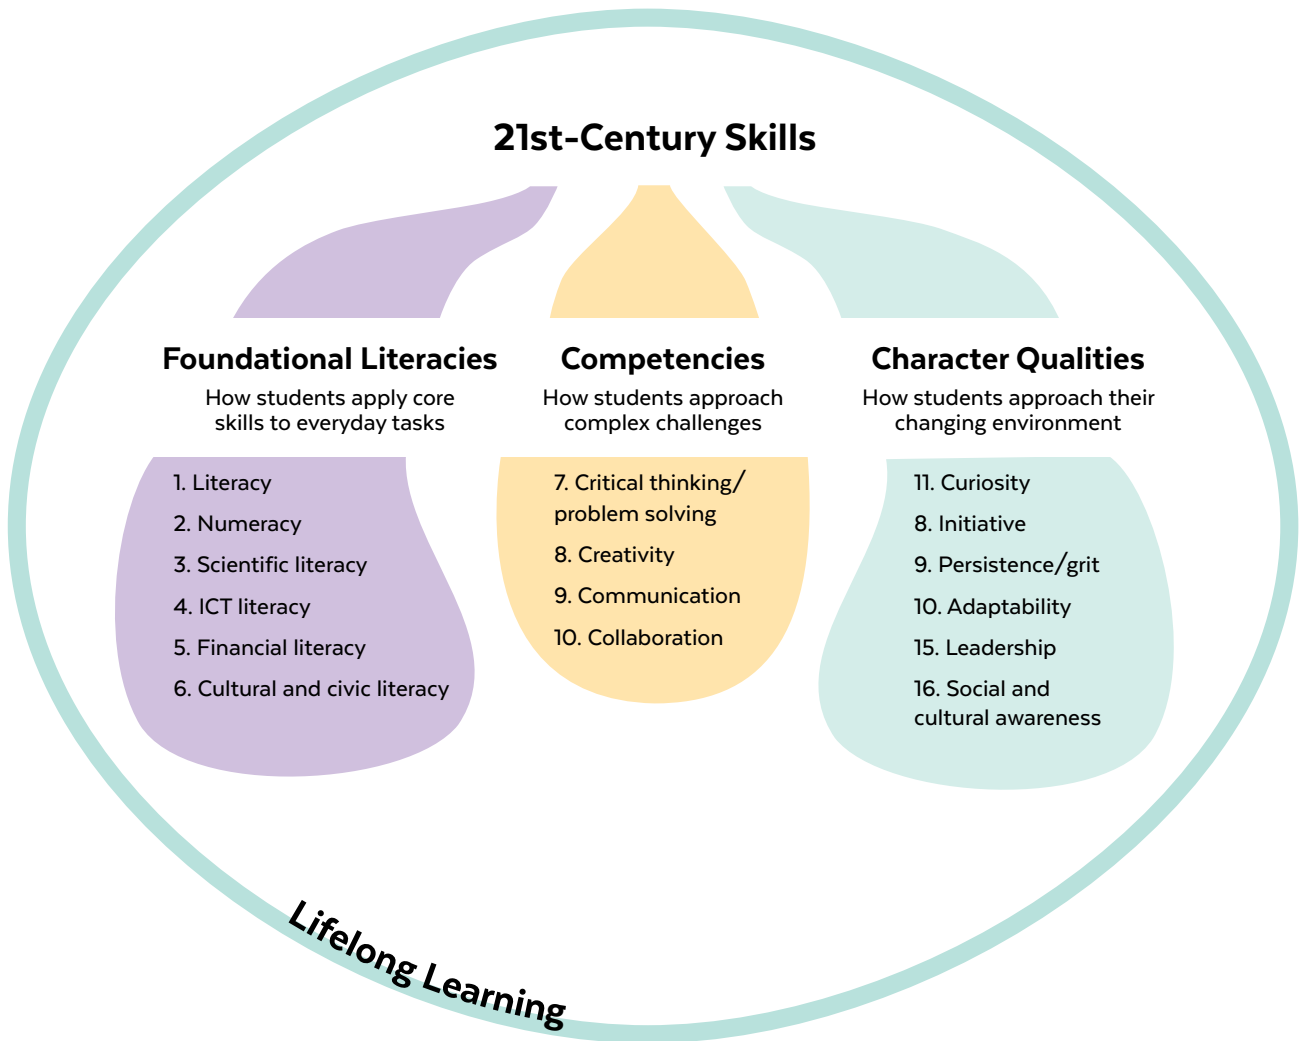 21st-Century Skills
Foundational Literacies
How students apply core
skills to everyday tasks
1. Literacy
2. Numeracy
3. Scientific literacy
4. ICT literacy
5. Financial literacy
6. Cultural and civic literacy
Competencies
How students approach
complex challenges
7. Critical thinking/
problem solving
8. Creativity
9. Communication
10. Collaboration
Character Qualities
How students approach their
changing environment
11. Curiosity
8. Initiative
9. Persistence/grit
10. Adaptability
15. Leadership
16. Social and
cultural awareness
Lifelong Learning